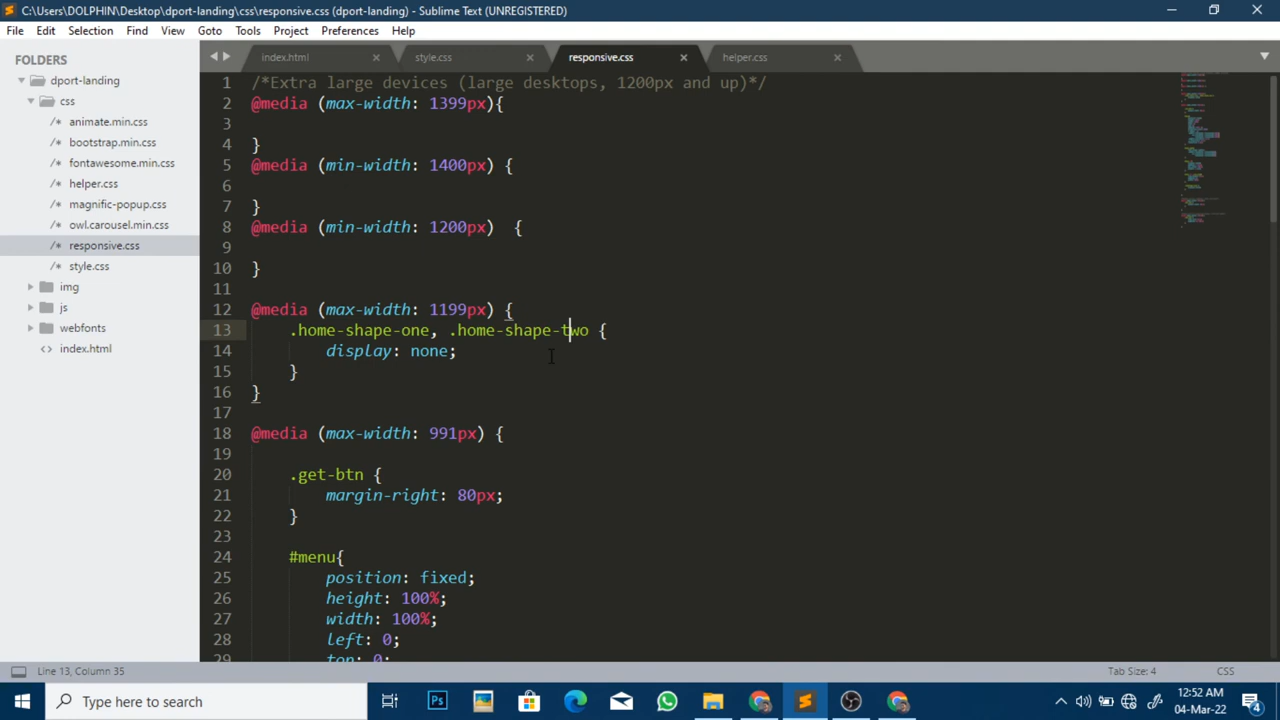 C:\Users\DOLPHIN\Desktop\dport-landing\css\responsive.css (dport-landing) - Sublime Text (UNREGISTERED)
File Edit Selection Find View Goto Tools Project Preferences Help
FOLDERS
dport-landing
css
/* animate.min.css
/* bootstrap.min.css
/* fontawesome.min.css
/* helper.css
/* magnific-popup.css
/* owl.carousel.min.css
/* responsive.css
/* style.css
img
js
webfonts
<> index.html
index.html × style.css × responsive.css × helper.css ×
1 /*Extra large devices (large desktops, 1200px and up)*/
2 @media (max-width: 1399px){
3
4 }
5 @media (min-width: 1400px) {
6
7 }
8 @media (min-width: 1200px)  {
9
10 }
11
12 @media (max-width: 1199px) {
13     .home-shape-one, .home-shape-two {
14         display: none;
15     }
16 }
17
18 @media (max-width: 991px) {
19
20     .get-btn {
21         margin-right: 80px;
22     }
23
24     #menu{
25         position: fixed;
26         height: 100%;
27         width: 100%;
28         left: 0;
29         top: 0;
Line 13, Column 35 Tab Size: 4 CSS
Type here to search
Ps
12:52 AM
04-Mar-22
4